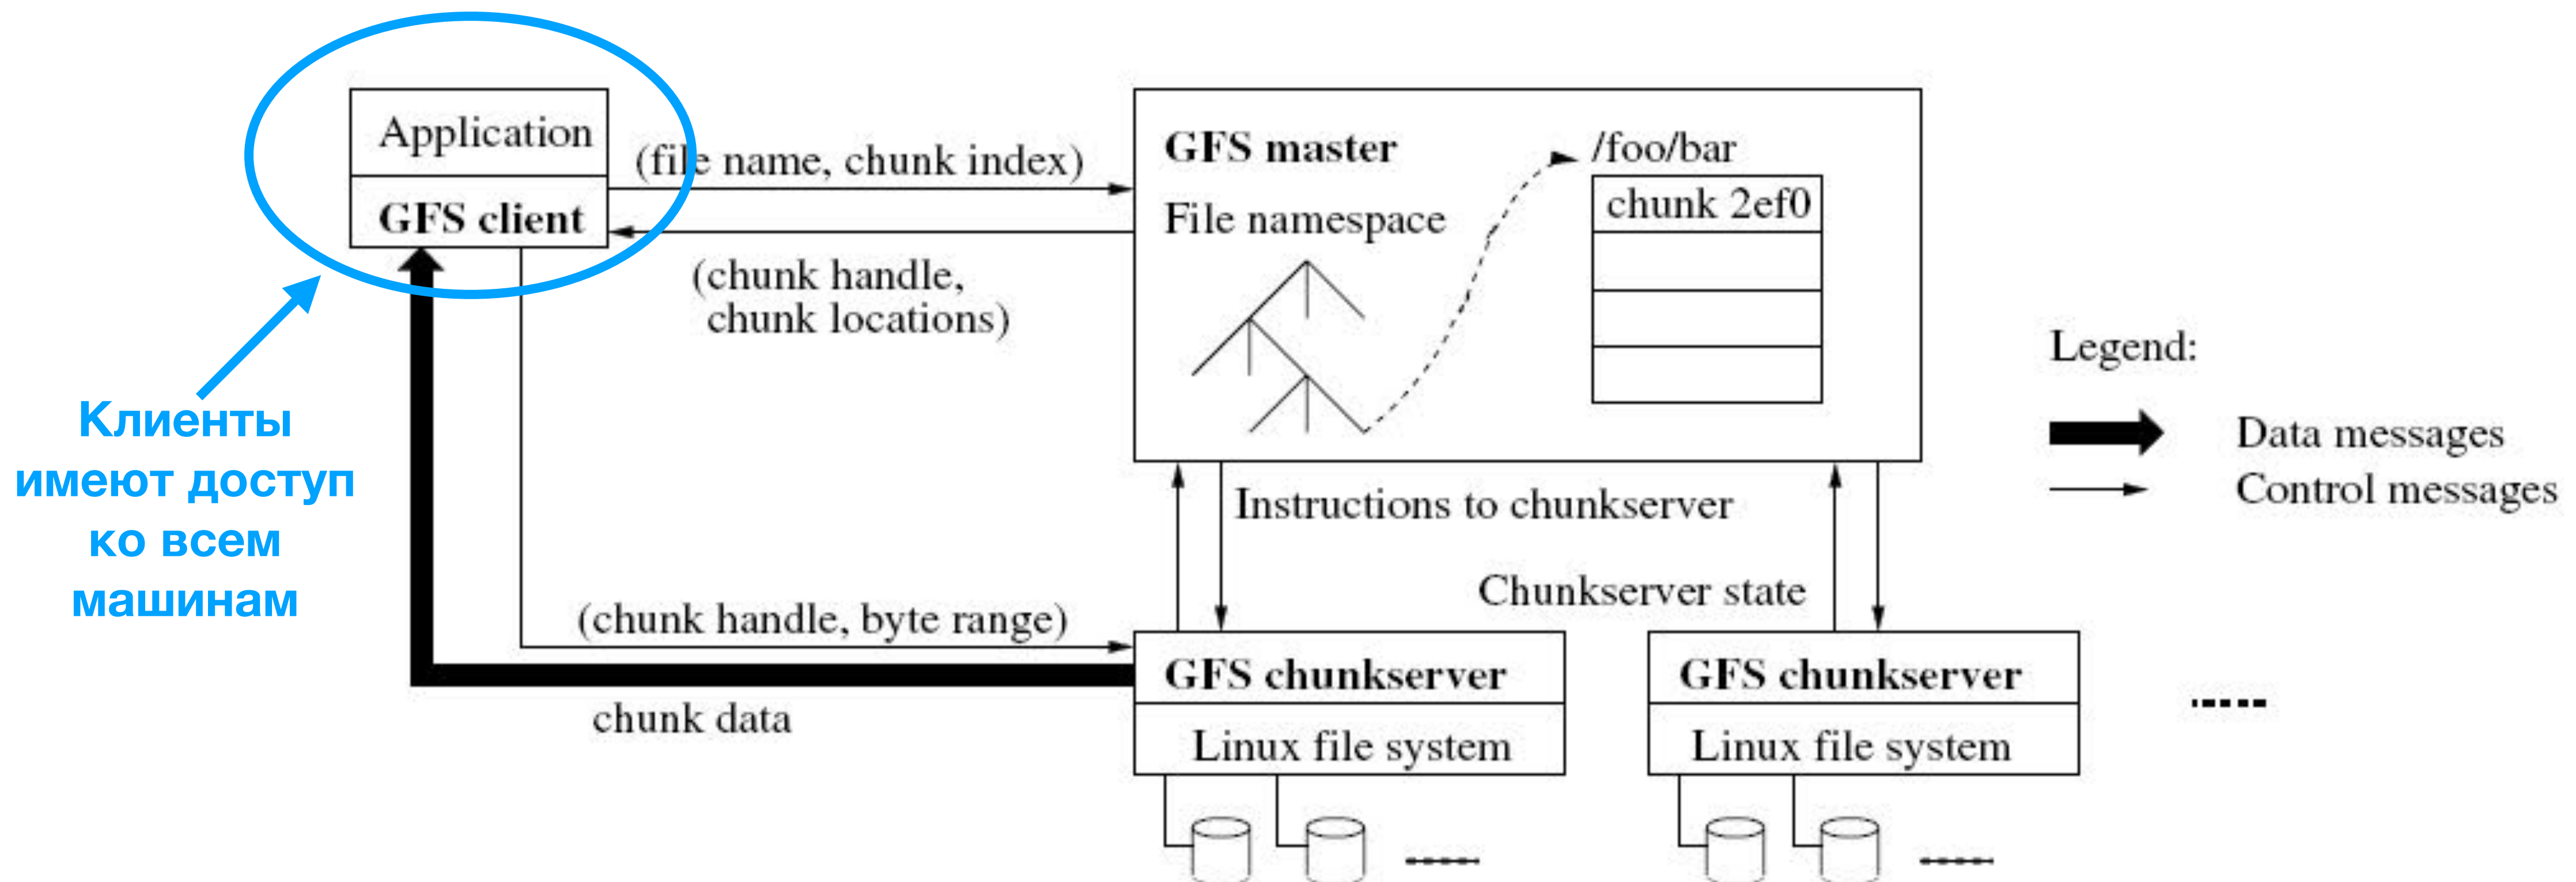 Application
GFS client
(file name, chunk index)
(chunk handle,
chunk locations)
GFS master
File namespace
/foo/bar
chunk 2ef0
Legend:
Data messages
Control messages
Клиенты
имеют доступ
ко всем
машинам
Instructions to chunkserver
Chunkserver state
(chunk handle, byte range)
chunk data
GFS chunkserver
Linux file system
GFS chunkserver
Linux file system